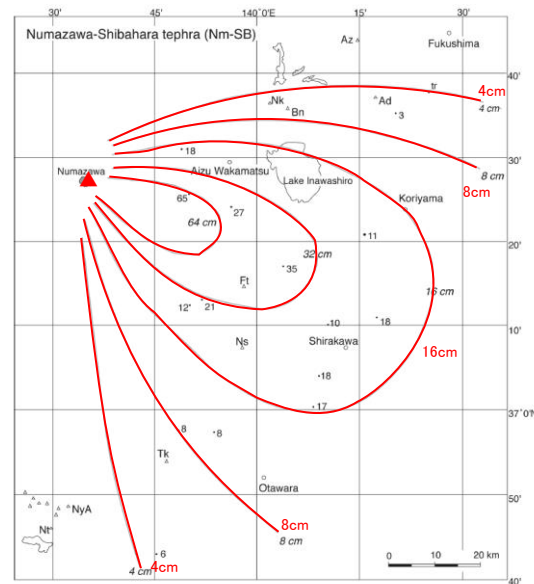 Numazawa-Shibahara tephra (Nm-SB)
45'
140°E
15'
30'
Az
Fukushima
40'
tr
4cm
4 cm
Nk
Bn
Ad
3
30'
18
Aizu Wakamatsu
Numazawa
Lake Inawashiro
8 cm
8cm
65
Koriyama
27
64 cm
20'
11
32 cm
35
Ft
16 cm
12
21
10
18
10'
Ns
Shirakawa
16cm
18
17
37°N
8
8
Tk
Otawara
50'
NyA
8cm
Nt
8 cm
6
4 cm
4cm
0
10
20 km
40'